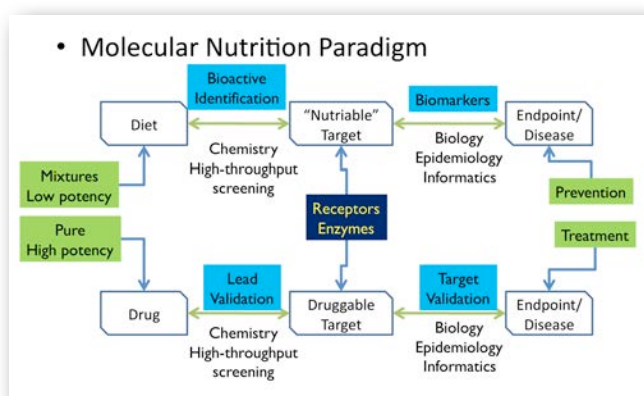 • Molecular Nutrition Paradigm
Bioactive
Identification
Biomarkers
Diet
“Nutriable”
Target
Endpoint/
Disease
Chemistry
High-throughput
screening
Biology
Epidemiology
Informatics
Mixtures
Low potency
Prevention
Receptors
Enzymes
Pure
High potency
Treatment
Lead
Validation
Target
Validation
Drug
Druggable
Target
Endpoint/
Disease
Chemistry
High-throughput
screening
Biology
Epidemiology
Informatics